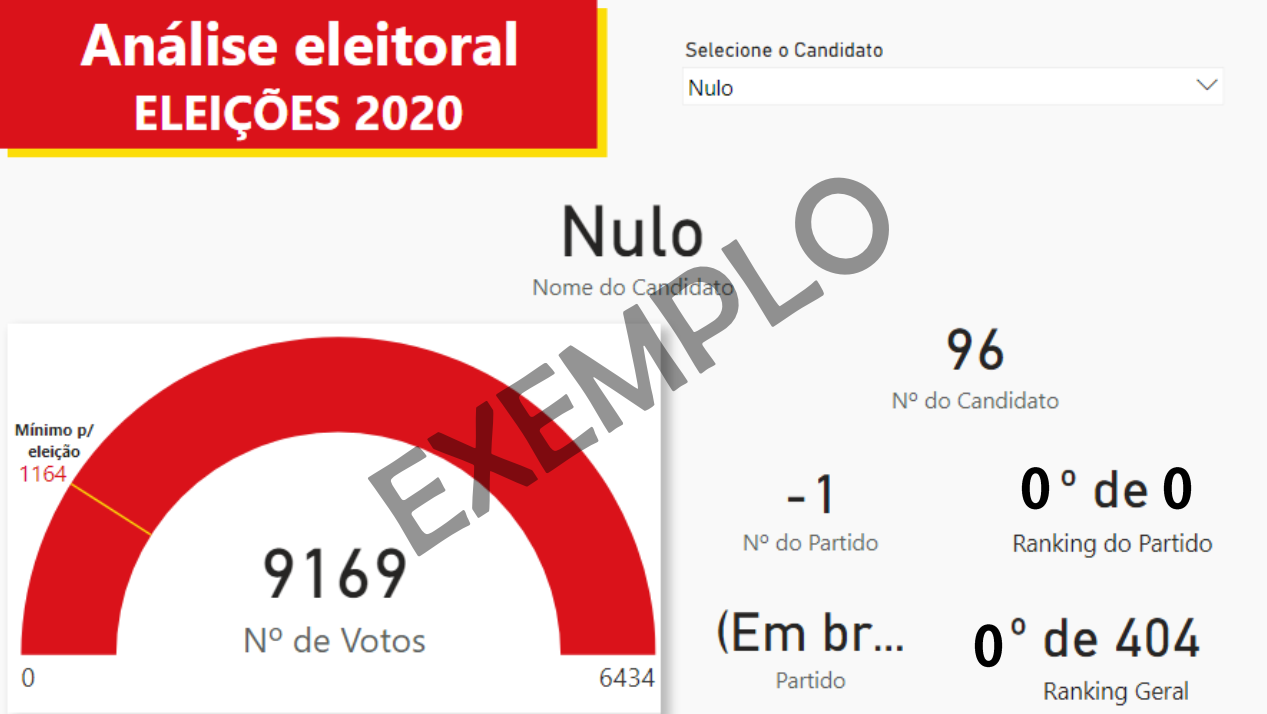 Análise eleitoral
ELEIÇÕES 2020
Selecione o Candidato
Nulo
Nulo
Nome do Candidato
EXEMPLO
Mínimo p/
eleição
1164
9169
Nº de Votos
0
6434
96
Nº do Candidato
-1
Nº do Partido
0º de 0
Ranking do Partido
(Em br...
Partido
0º de 404
Ranking Geral